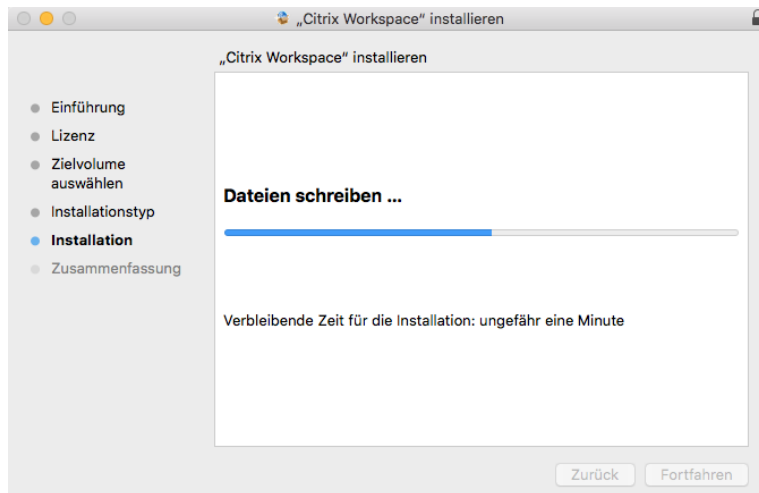 „Citrix Workspace“ installieren
„Citrix Workspace“ installieren
Einführung
Lizenz
Zielvolume
auswählen
Installationstyp
Installation
Zusammenfassung
Dateien schreiben ...
Verbleibende Zeit für die Installation: ungefähr eine Minute
Zurück
Fortfahren